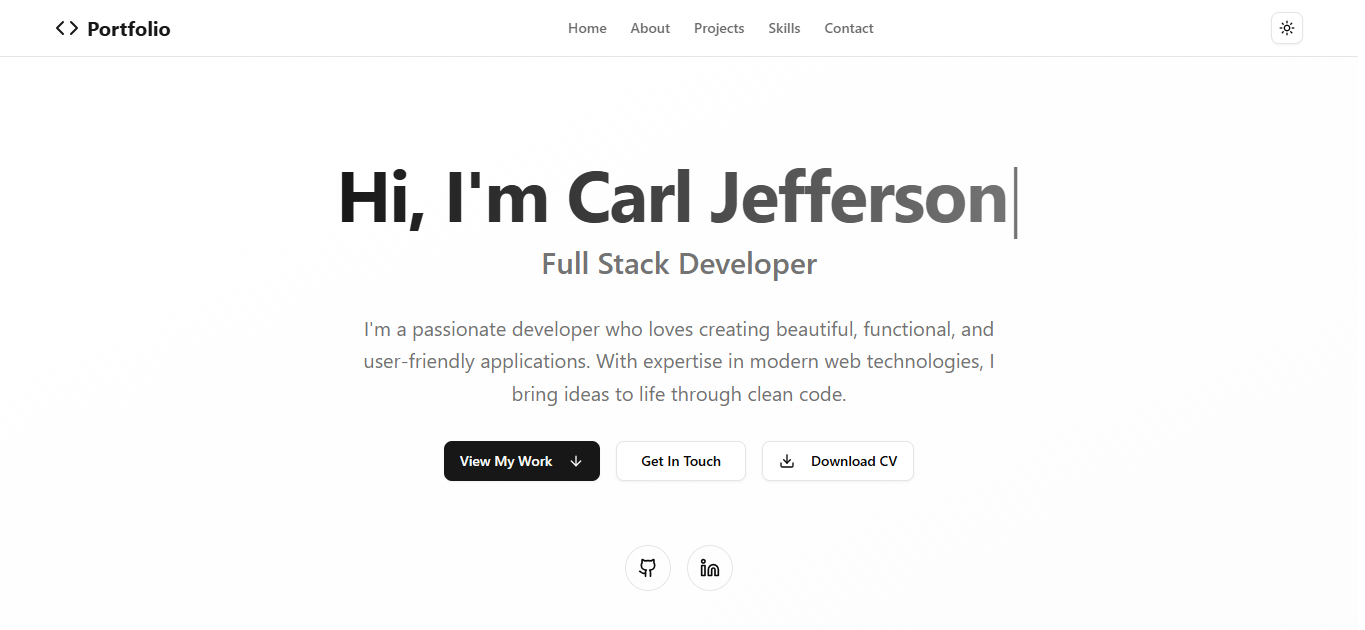 Portfolio
Home About Projects Skills Contact
Hi, I'm Carl Jefferson
Full Stack Developer
I'm a passionate developer who loves creating beautiful, functional, and
user-friendly applications. With expertise in modern web technologies, I
bring ideas to life through clean code.
View My Work
Get In Touch
Download CV